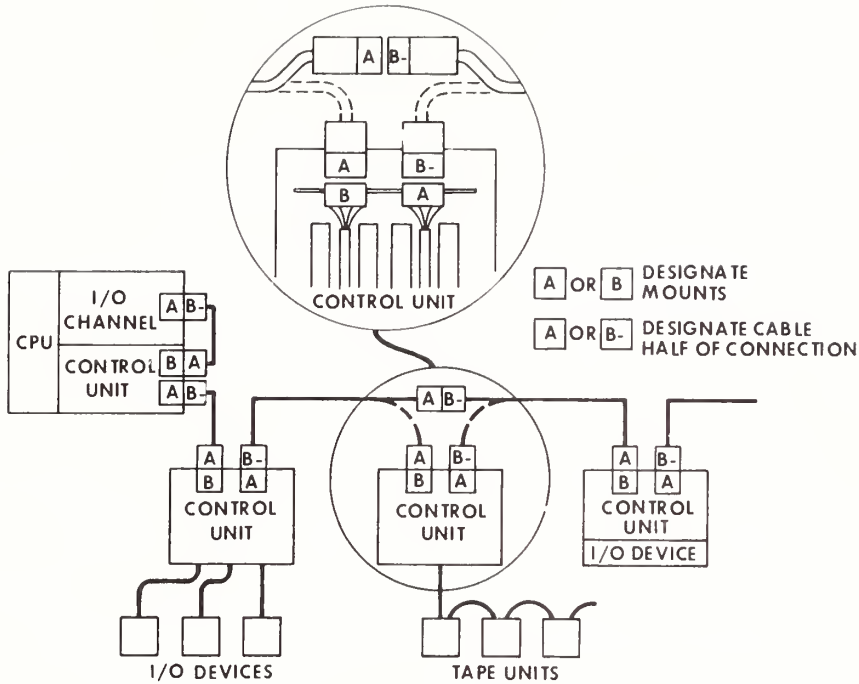 A B-
A B-
B A
CONTROL UNIT
A OR B DESIGNATE
MOUNTS
A OR B- DESIGNATE CABLE
HALF OF CONNECTION
CPU
I/O
CHANNEL
A B-
CONTROL
UNIT
B A
A B-
A B-
A B-
B A
CONTROL
UNIT
A B-
B A
CONTROL
UNIT
A B-
B A
CONTROL
UNIT
I/O DEVICE
I/O DEVICES
TAPE UNITS